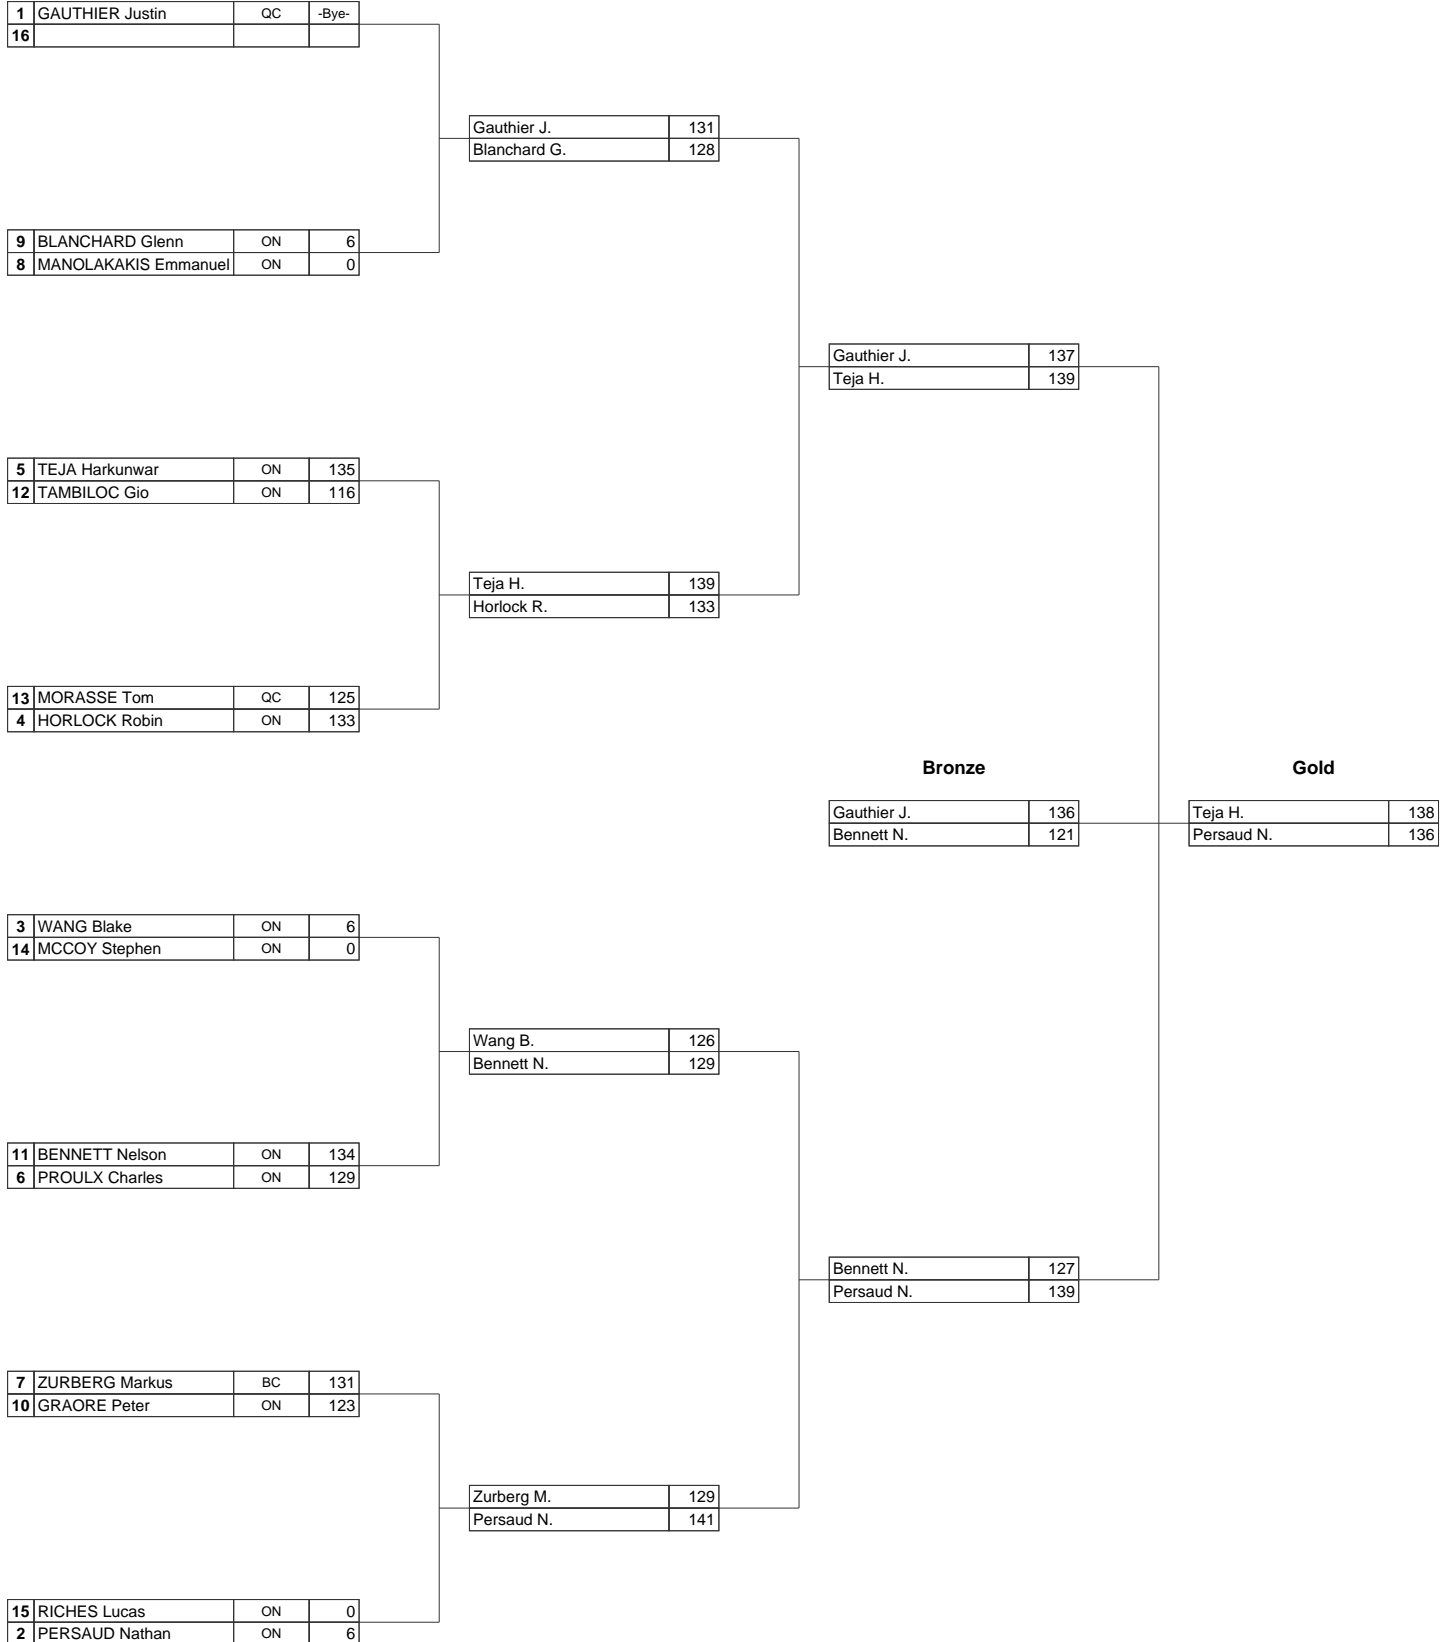 1 GAUTHIER Justin QC -Bye-
16
Gauthier J. 131
Blanchard G. 128
9 BLANCHARD Glenn ON 6
8 MANOLAKAKIS Emmanuel ON 0
Gauthier J. 137
Teja H. 139
5 TEJA Harkunwar ON 135
12 TAMBILOC Gio ON 116
Teja H. 139
Horlock R. 133
13 MORASSE Tom QC 125
4 HORLOCK Robin ON 133
Bronze Gold
Gauthier J. 136 Teja H. 138
Bennett N. 121 Persaud N. 136
3 WANG Blake ON 6
14 MCCOY Stephen ON 0
Wang B. 126
Bennett N. 129
11 BENNETT Nelson ON 134
6 PROULX Charles ON 129
Bennett N. 127
Persaud N. 139
7 ZURBERG Markus BC 131
10 GRAORE Peter ON 123
Zurberg M. 129
Persaud N. 141
15 RICHES Lucas ON 0
2 PERSAUD Nathan ON 6